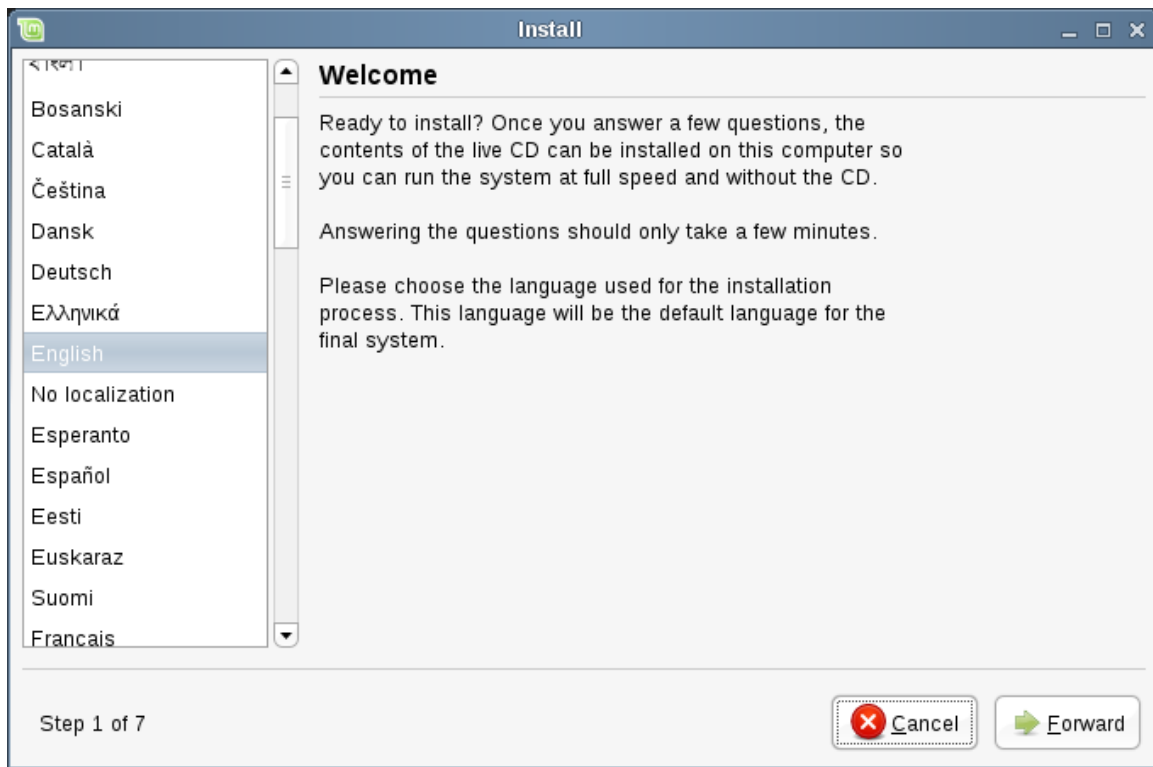 Install
বাংলা
Bosanski
Català
Čeština
Dansk
Deutsch
Ελληνικά
English
No localization
Esperanto
Español
Eesti
Euskaraz
Suomi
Français
Welcome
Ready to install? Once you answer a few questions, the
contents of the live CD can be installed on this computer so
you can run the system at full speed and without the CD.
Answering the questions should only take a few minutes.
Please choose the language used for the installation
process. This language will be the default language for the
final system.
Step 1 of 7
Cancel
Forward